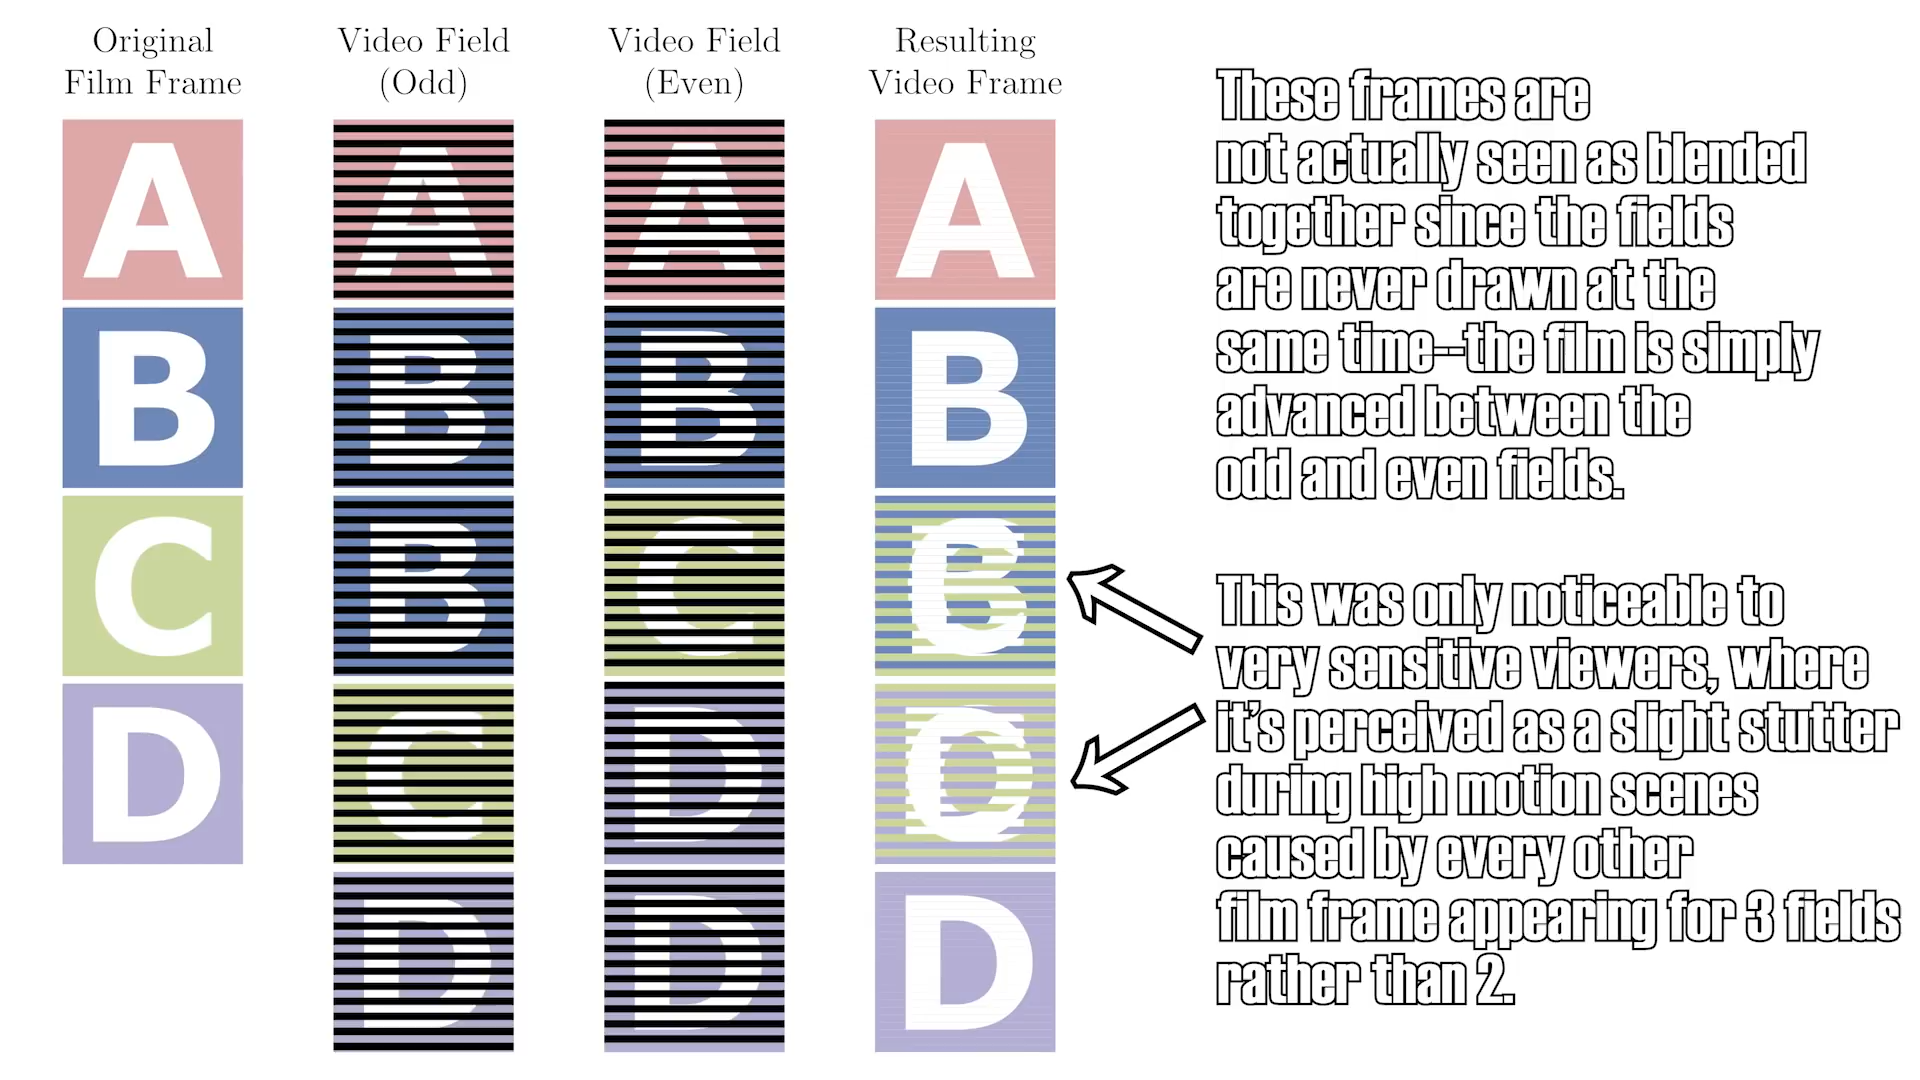 Original
Film Frame
Video Field
(Odd)
Video Field
(Even)
Resulting
Video Frame
A
A
A
A
B
B
B
B
C
B
C
B C
D
C
D
C D
D
D
D
These frames are
not actually seen as blended
together since the fields
are never drawn at the
same time--the film is simply
advanced between the
odd and even fields.
This was only noticeable to
very sensitive viewers, where
it's perceived as a slight stutter
during high motion scenes
caused by every other
film frame appearing for 3 fields
rather than 2.